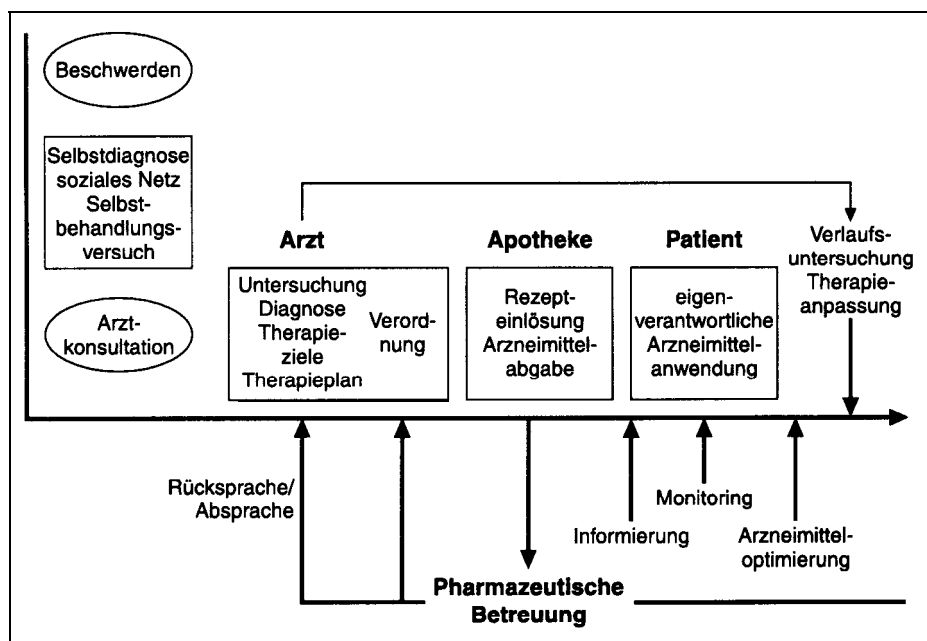 Beschwerden
Selbstdiagnose
soziales Netz
Selbst-
behandlungs-
versuch
Arzt-
konsultation
Arzt
Untersuchung
Diagnose
Therapie-
ziele
Therapieplan
Verord-
nung
Apotheke
Rezept-
einlösung
Arzneimittel-
abgabe
Patient
eigen-
verantwortliche
Arzneimittel-
anwendung
Verlaufs-
untersuchung
Therapie-
anpassung
Rücksprache/
Absprache
Informierung
Monitoring
Arzneimittel-
optimierung
Pharmazeutische
Betreuung